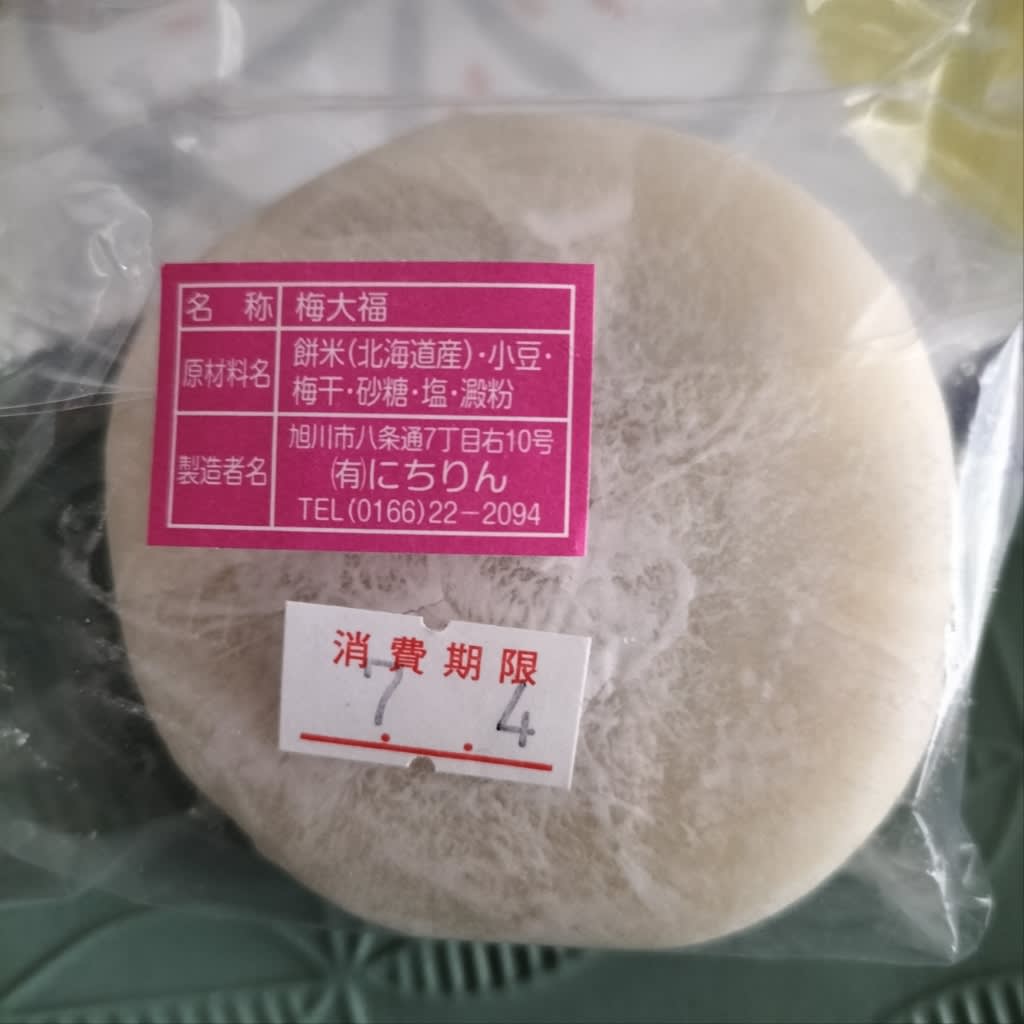 名 称 梅大福
原材料名 餅米(北海道産)・小豆・
梅干・砂糖・塩・澱粉
製造者名 旭川市八条通7丁目右10号
(有)にちりん
TEL(0166)22-2094
消費期限
7. . 4